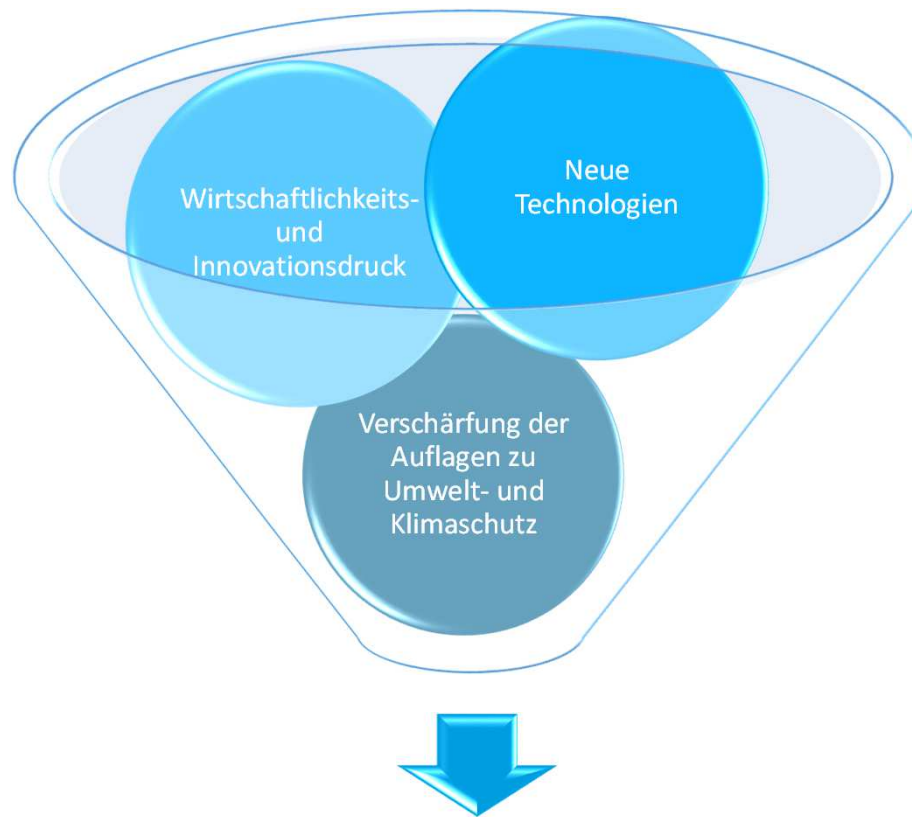 Wirtschaftlichkeits-
und
Innovationsdruck
Neue
Technologien
Verschärfung der
Auflagen zu
Umwelt- und
Klimaschutz